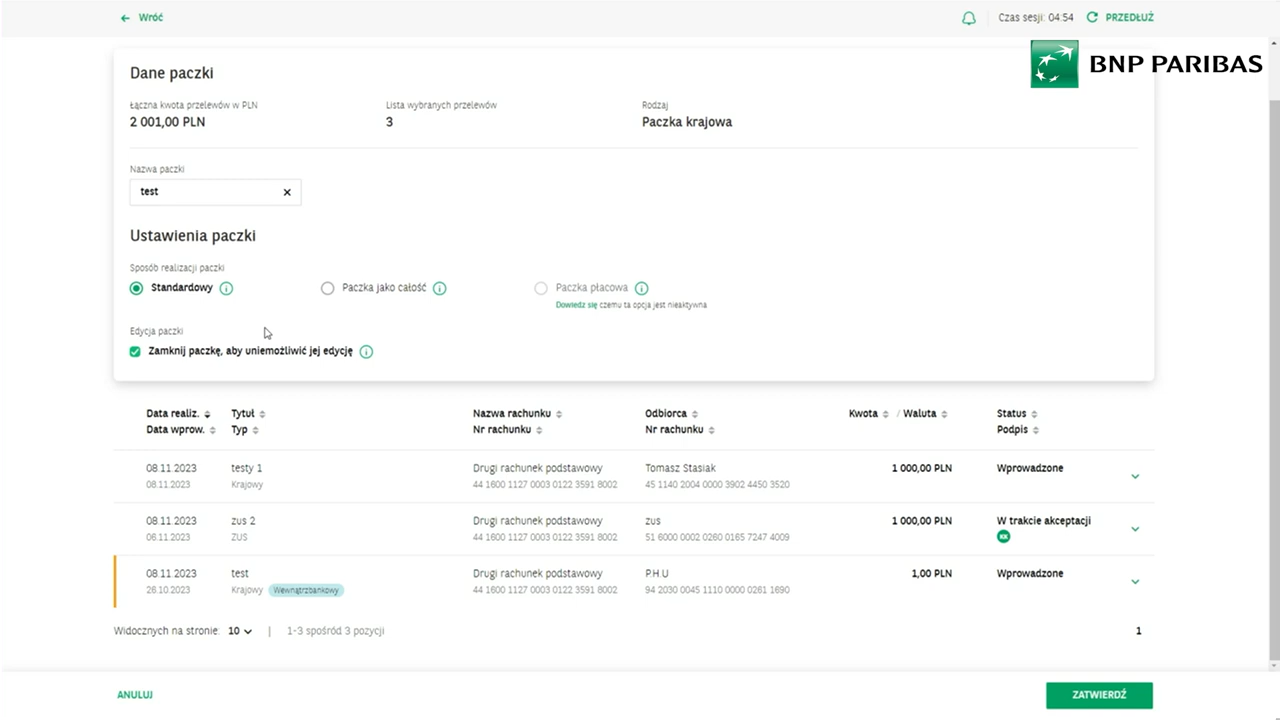 Wróć
Czas sesji: 04:54 PRZEDŁUŻ
BNP PARIBAS
Dane paczki
Łączna kwota przelewów w PLN Lista wybranych przelewów Rodzaj
2 001,00 PLN 3 Paczka krajowa
Nazwa paczki
test
Ustawienia paczki
Sposób realizacji paczki
Standardowy Paczka jako całość Paczka płacowa
Dowiedz się czemu ta opcja jest nieaktywna
Edycja paczki
Zamknij paczkę, aby uniemożliwić jej edycję
Data realiz. Tytuł Nazwa rachunku Odbiorca Kwota / Waluta Status
Data wprow. Typ Nr rachunku Nr rachunku Podpis
08.11.2023 testy 1 Drugi rachunek podstawowy Tomasz Stasiak 1 000,00 PLN Wprowadzone
08.11.2023 Krajowy 44 1600 1127 0003 0122 3591 8002 45 1140 2004 0000 3902 4450 3520
08.11.2023 zus 2 Drugi rachunek podstawowy zus 1 000,00 PLN W trakcie akceptacji
06.11.2023 ZUS 44 1600 1127 0003 0122 3591 8002 51 6000 0002 0260 0165 7247 4009 KK
08.11.2023 test Drugi rachunek podstawowy P.H.U 1,00 PLN Wprowadzone
26.10.2023 Krajowy Wewnątrzbankowy 44 1600 1127 0003 0122 3591 8002 94 2030 0045 1110 0000 0261 1690
Widocznych na stronie: 10 | 1-3 spośród 3 pozycji 1
ANULUJ ZATWIERDŹ